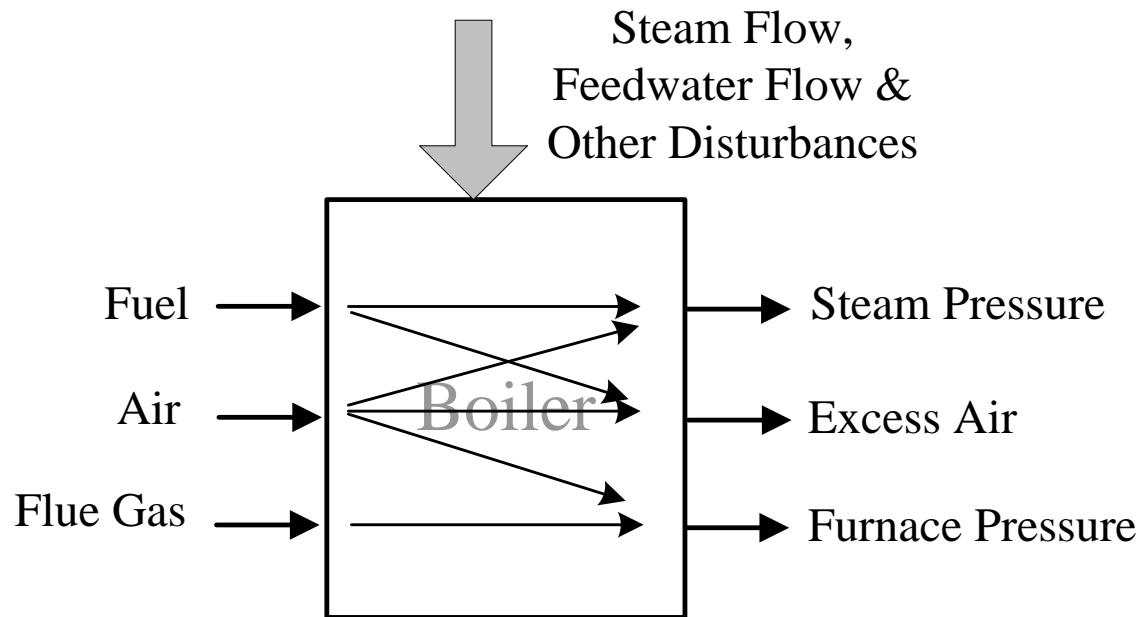 Steam Flow,
Feedwater Flow &
Other Disturbances
Fuel
Steam Pressure
Boiler
Air
Excess Air
Flue Gas
Furnace Pressure